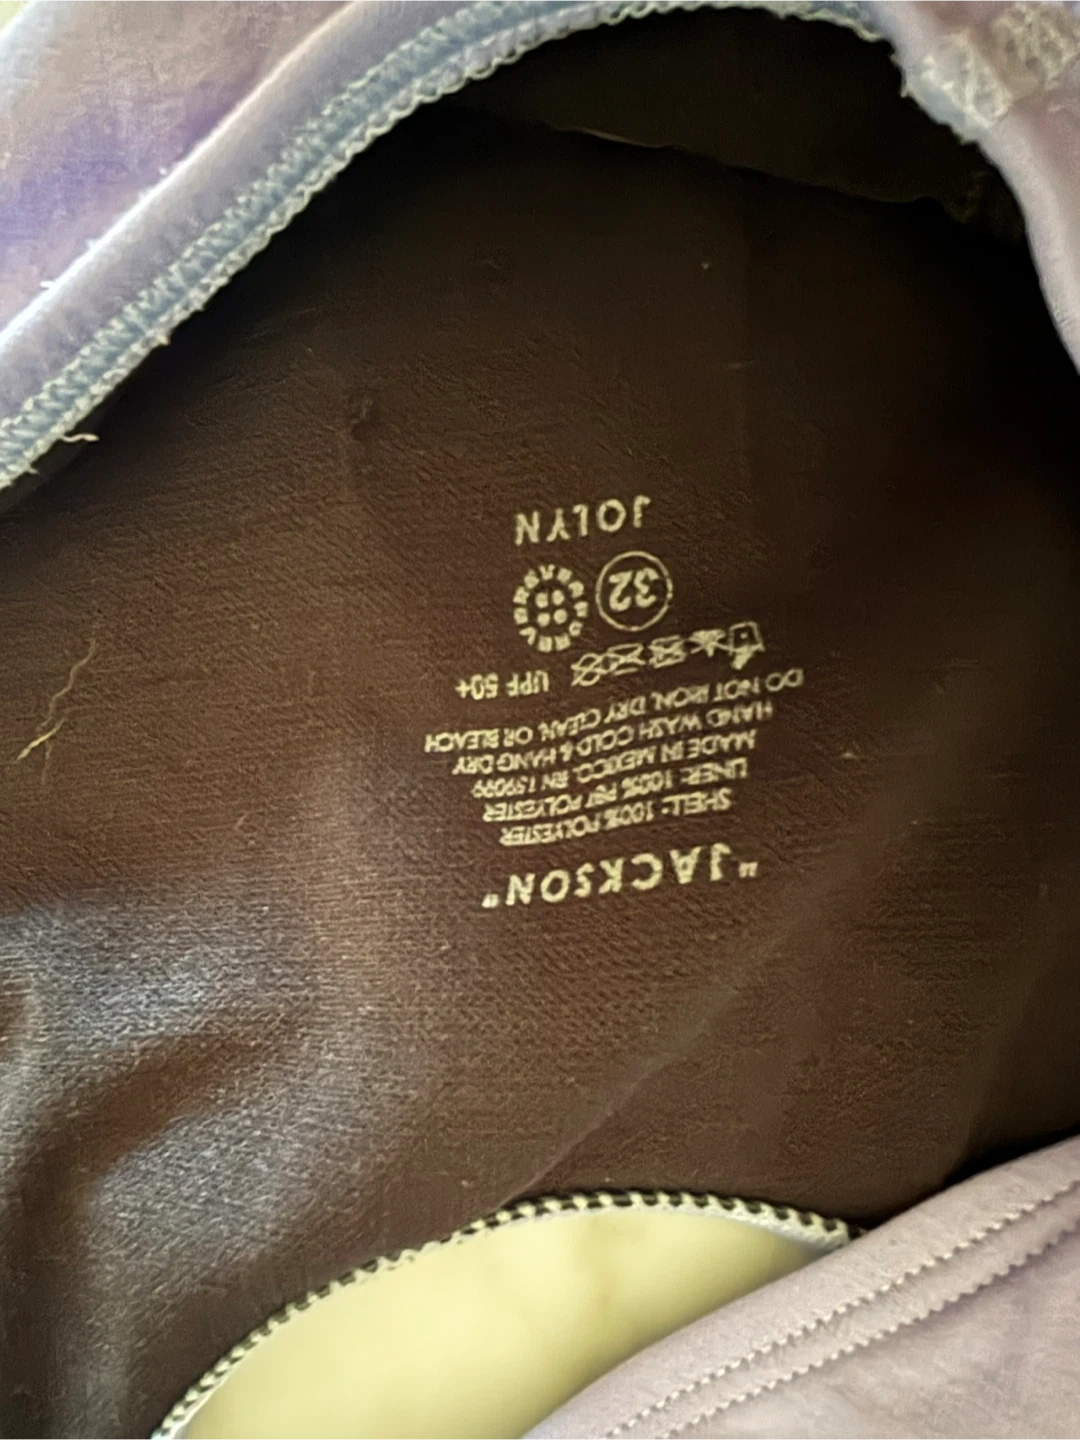 "JACKSON"
SHELL: 100% POLYESTER
LINER: 100% PBT POLYESTER
MADE IN MEXICO, RN 139099
HAND WASH COLD & HANG DRY
DO NOT IRON, DRY CLEAN, OR BLEACH
UPF 50+
32
JOLYN